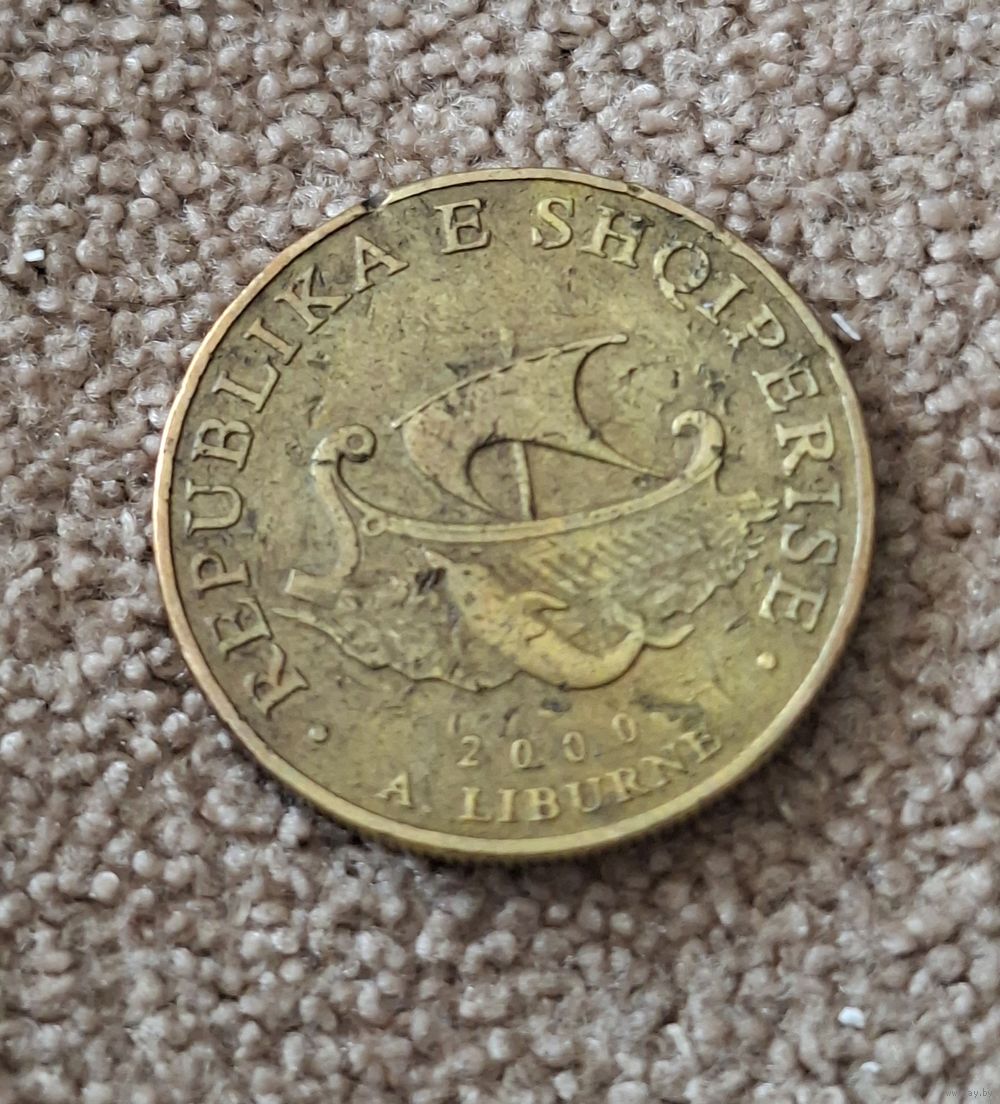 REPUBLIKA E SHQIPERISE
2000
A. LIBURNE